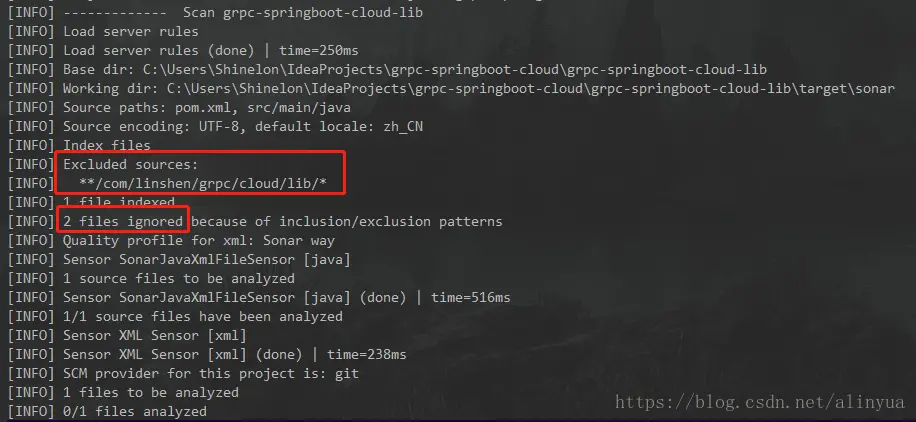 [INFO] ------------- Scan grpc-springboot-cloud-lib
[INFO] Load server rules
[INFO] Load server rules (done) | time=250ms
[INFO] Base dir: C:\Users\Shinelon\IdeaProjects\grpc-springboot-cloud\grpc-springboot-cloud-lib
[INFO] Working dir: C:\Users\Shinelon\IdeaProjects\grpc-springboot-cloud\grpc-springboot-cloud-lib\target\sonar
[INFO] Source paths: pom.xml, src/main/java
[INFO] Source encoding: UTF-8, default locale: zh_CN
[INFO] Index files
[INFO] Excluded sources:
[INFO]   **/com/linshen/grpc/cloud/lib/*
[INFO] 1 file indexed
[INFO] 2 files ignored because of inclusion/exclusion patterns
[INFO] Quality profile for xml: Sonar way
[INFO] Sensor SonarJavaXmlFileSensor [java]
[INFO] 1 source files to be analyzed
[INFO] Sensor SonarJavaXmlFileSensor [java] (done) | time=516ms
[INFO] 1/1 source files have been analyzed
[INFO] Sensor XML Sensor [xml]
[INFO] Sensor XML Sensor [xml] (done) | time=238ms
[INFO] SCM provider for this project is: git
[INFO] 1 files to be analyzed
[INFO] 0/1 files analyzed
https://blog.csdn.net/alinyua